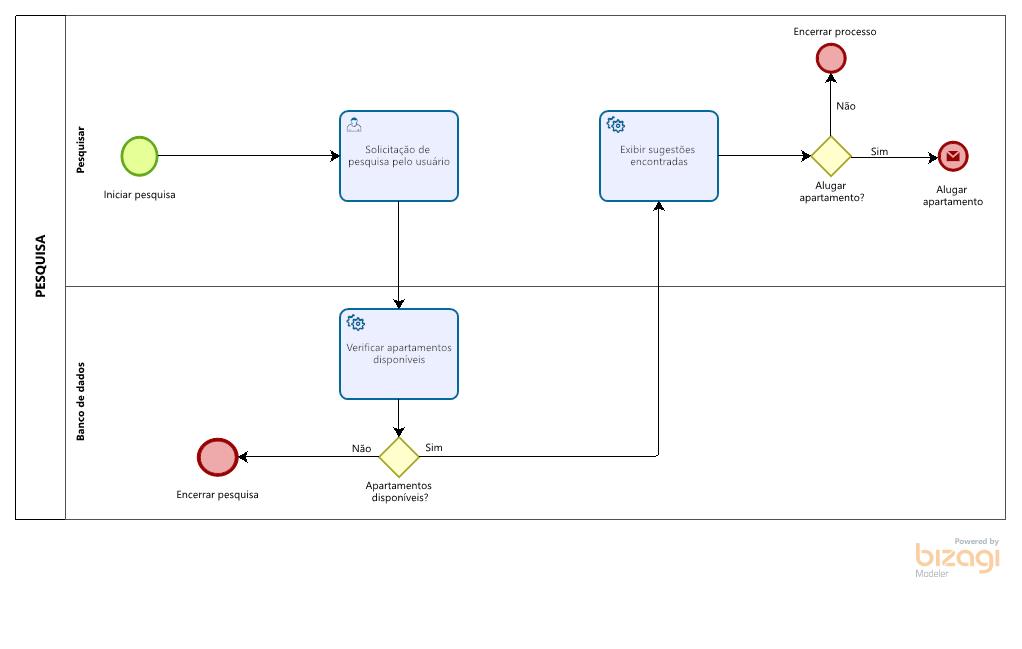 PESQUISA
Pesquisar
Iniciar pesquisa
Solicitação de
pesquisa pelo usuário
Exibir sugestões
encontradas
Encerrar processo
Não
Sim
Alugar
apartamento?
Alugar
apartamento
Banco de dados
Verificar apartamentos
disponíveis
Não
Sim
Apartamentos
disponíveis?
Encerrar pesquisa
Powered by
bizagi
Modeler